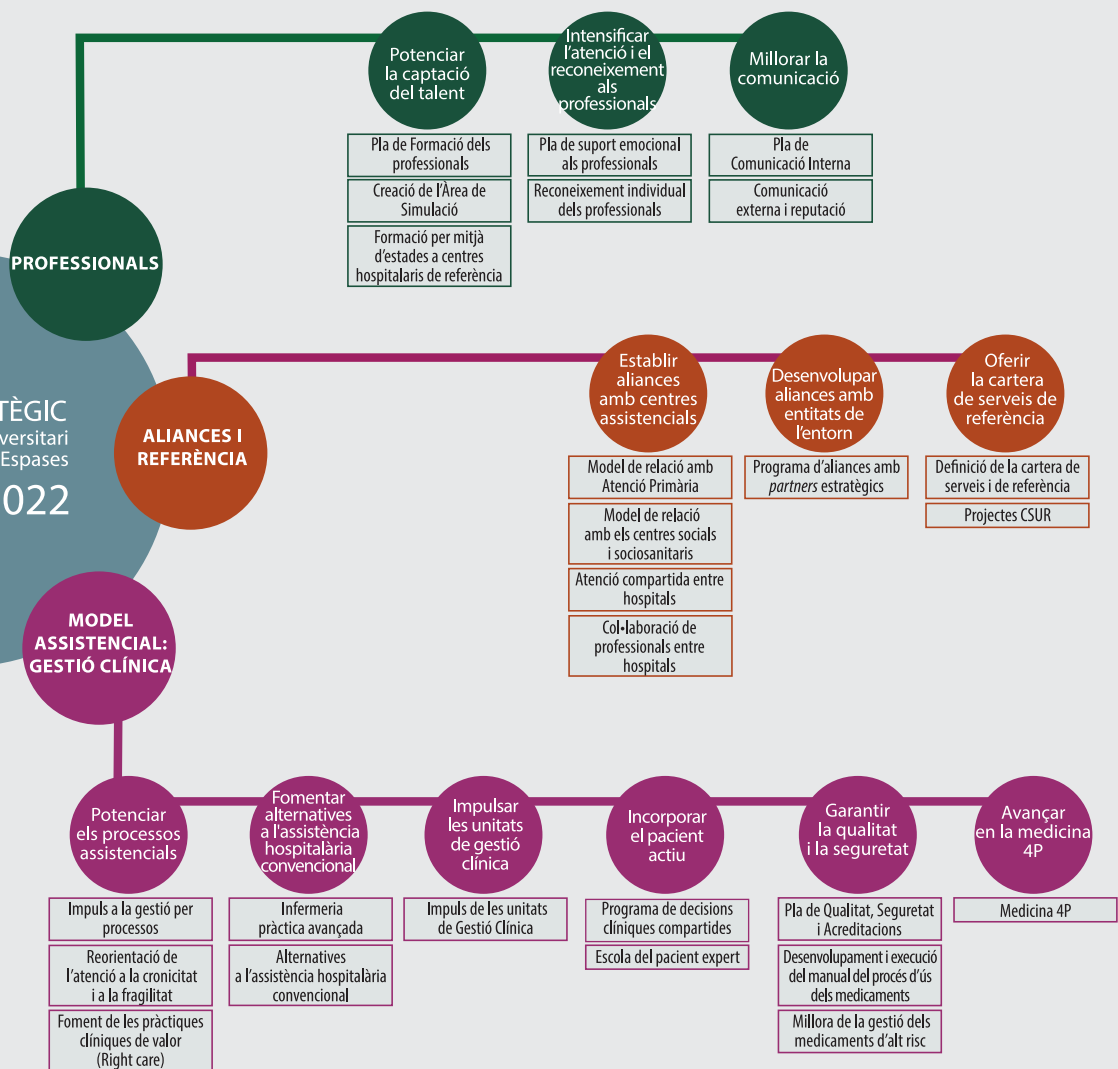 Potenciar
la captació
del talent
Intensificar
l'atenció i el
reconeixement
als
professionals
Millorar la
comunicació
Pla de Formació dels
professionals
Creació de l'Àrea de
Simulació
Formació per mitjà
d'estades a centres
hospitalaris de referència
Pla de suport emocional
als professionals
Reconeixement individual
dels professionals
Pla de
Comunicació Interna
Comunicació
externa i reputació
PROFESSIONALS
TÈGIC
versitari
Espases
022
ALIANCES I
REFERÈNCIA
Establir
aliances
amb centres
assistencials
Desenvolupar
aliances amb
entitats de
l'entorn
Oferir
la cartera
de serveis de
referència
Model de relació amb
Atenció Primària
Model de relació
amb els centres socials
i sociosanitaris
Atenció compartida entre
hospitals
Col•laboració de
professionals entre
hospitals
Programa d'aliances amb
partners estratègics
Definició de la cartera de
serveis i de referència
Projectes CSUR
MODEL
ASSISTENCIAL:
GESTIÓ CLÍNICA
Potenciar
els processos
assistencials
Fomentar
alternatives
a l'assistència
hospitalària
convencional
Impulsar
les unitats
de gestió
clínica
Incorporar
el pacient
actiu
Garantir
la qualitat
i la seguretat
Avançar
en la medicina
4P
Impuls a la gestió per
processos
Reorientació de
l'atenció a la cronicitat
i a la fragilitat
Foment de les pràctiques
clíniques de valor
(Right care)
Infermeria
pràctica avançada
Alternatives
a l'assistència hospitalària
convencional
Impuls de les unitats
de Gestió Clínica
Programa de decisions
clíniques compartides
Escola del pacient expert
Pla de Qualitat, Seguretat
i Acreditacions
Desenvolupament i execució
del manual del procés d'ús
dels medicaments
Millora de la gestió dels
medicaments d'alt risc
Medicina 4P